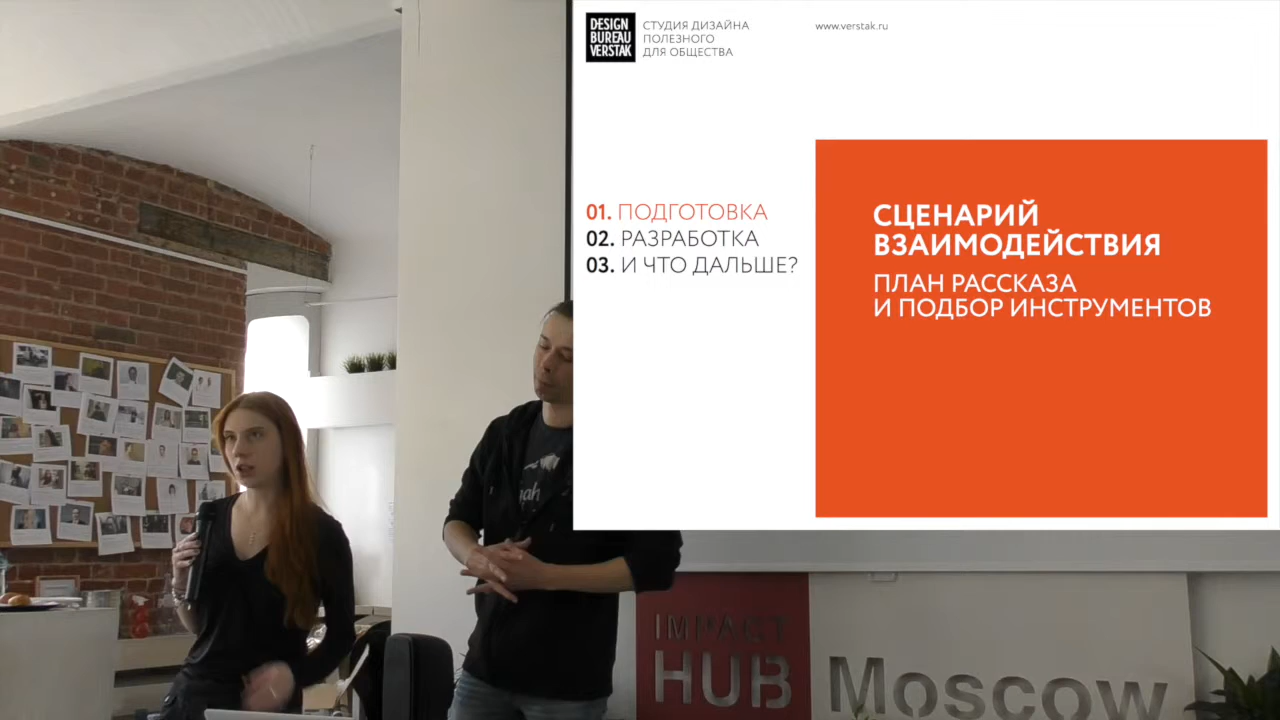 DESIGN
BUREAU
VERSTAK
СТУДИЯ ДИЗАЙНА
ПОЛЕЗНОГО
ДЛЯ ОБЩЕСТВА
www.verstak.ru
01. ПОДГОТОВКА
02. РАЗРАБОТКА
03. И ЧТО ДАЛЬШЕ?
СЦЕНАРИЙ
ВЗАИМОДЕЙСТВИЯ
ПЛАН РАССКАЗА
И ПОДБОР ИНСТРУМЕНТОВ
IMPACT
HUB
Moscow